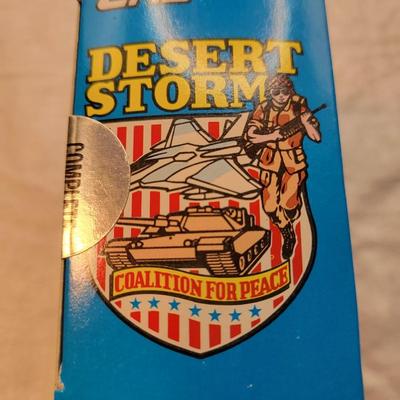 DESERT
STORM
COALITION FOR PEACE